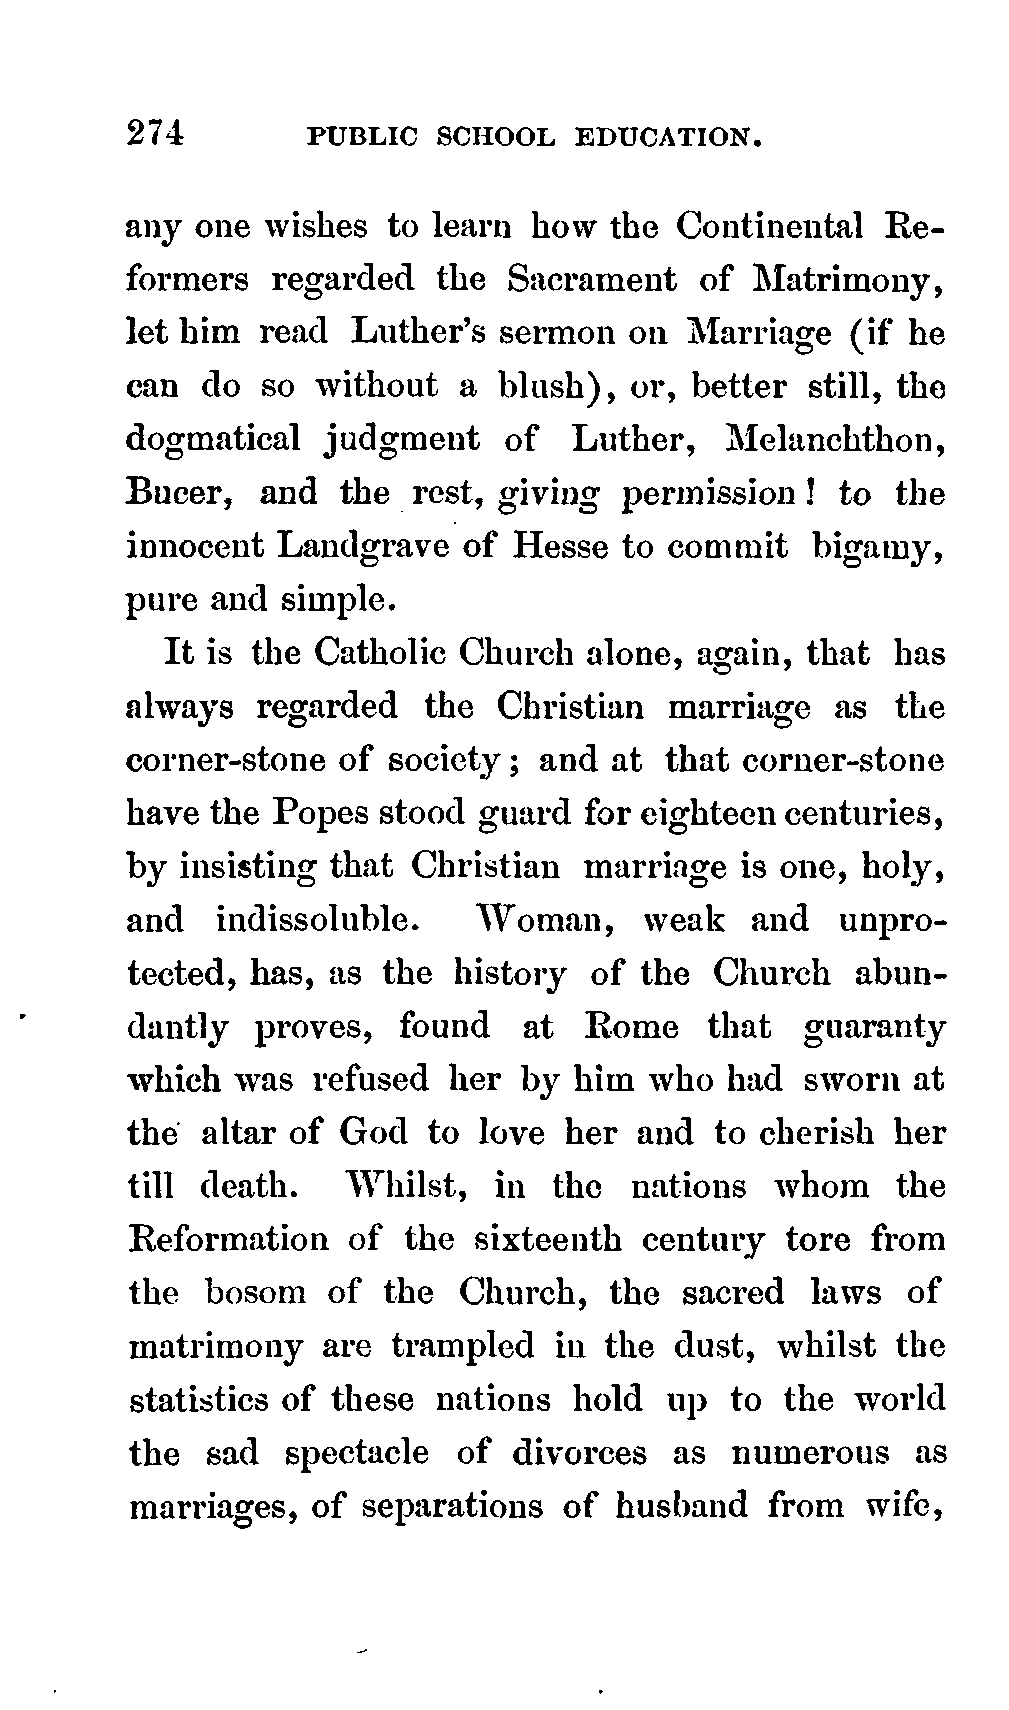 274 PUBLIC SCHOOL EDUCATION.
any one wishes to learn how the Continental Re-
formers regarded the Sacrament of Matrimony,
let him read Luther's sermon on Marriage (if he
can do so without a blush), or, better still, the
dogmatical judgment of Luther, Melanchthon,
Bucer, and the rest, giving permission ! to the
innocent Landgrave of Hesse to commit bigamy,
pure and simple.
It is the Catholic Church alone, again, that has
always regarded the Christian marriage as the
corner-stone of society ; and at that corner-stone
have the Popes stood guard for eighteen centuries,
by insisting that Christian marriage is one, holy,
and indissoluble. Woman, weak and unpro-
tected, has, as the history of the Church abun-
dantly proves, found at Rome that guaranty
which was refused her by him who had sworn at
the altar of God to love her and to cherish her
till death. Whilst, in the nations whom the
Reformation of the sixteenth century tore from
the bosom of the Church, the sacred laws of
matrimony are trampled in the dust, whilst the
statistics of these nations hold up to the world
the sad spectacle of divorces as numerous as
marriages, of separations of husband from wife,